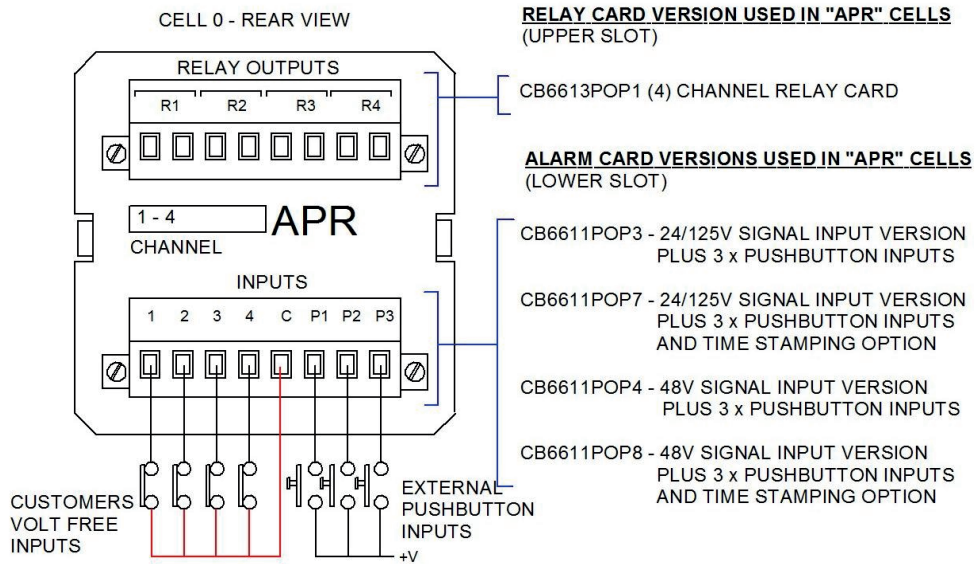 CELL 0 - REAR VIEW
RELAY OUTPUTS
R1 R2 R3 R4
1 - 4
APR
CHANNEL
INPUTS
1 2 3 4 C P1 P2 P3
CUSTOMERS
VOLT FREE
INPUTS
EXTERNAL
PUSHBUTTON
INPUTS
+V
RELAY CARD VERSION USED IN "APR" CELLS
(UPPER SLOT)
CB6613POP1 (4) CHANNEL RELAY CARD
ALARM CARD VERSIONS USED IN "APR" CELLS
(LOWER SLOT)
CB6611POP3 - 24/125V SIGNAL INPUT VERSION
PLUS 3 x PUSHBUTTON INPUTS
CB6611POP7 - 24/125V SIGNAL INPUT VERSION
PLUS 3 x PUSHBUTTON INPUTS
AND TIME STAMPING OPTION
CB6611POP4 - 48V SIGNAL INPUT VERSION
PLUS 3 x PUSHBUTTON INPUTS
CB6611POP8 - 48V SIGNAL INPUT VERSION
PLUS 3 x PUSHBUTTON INPUTS
AND TIME STAMPING OPTION